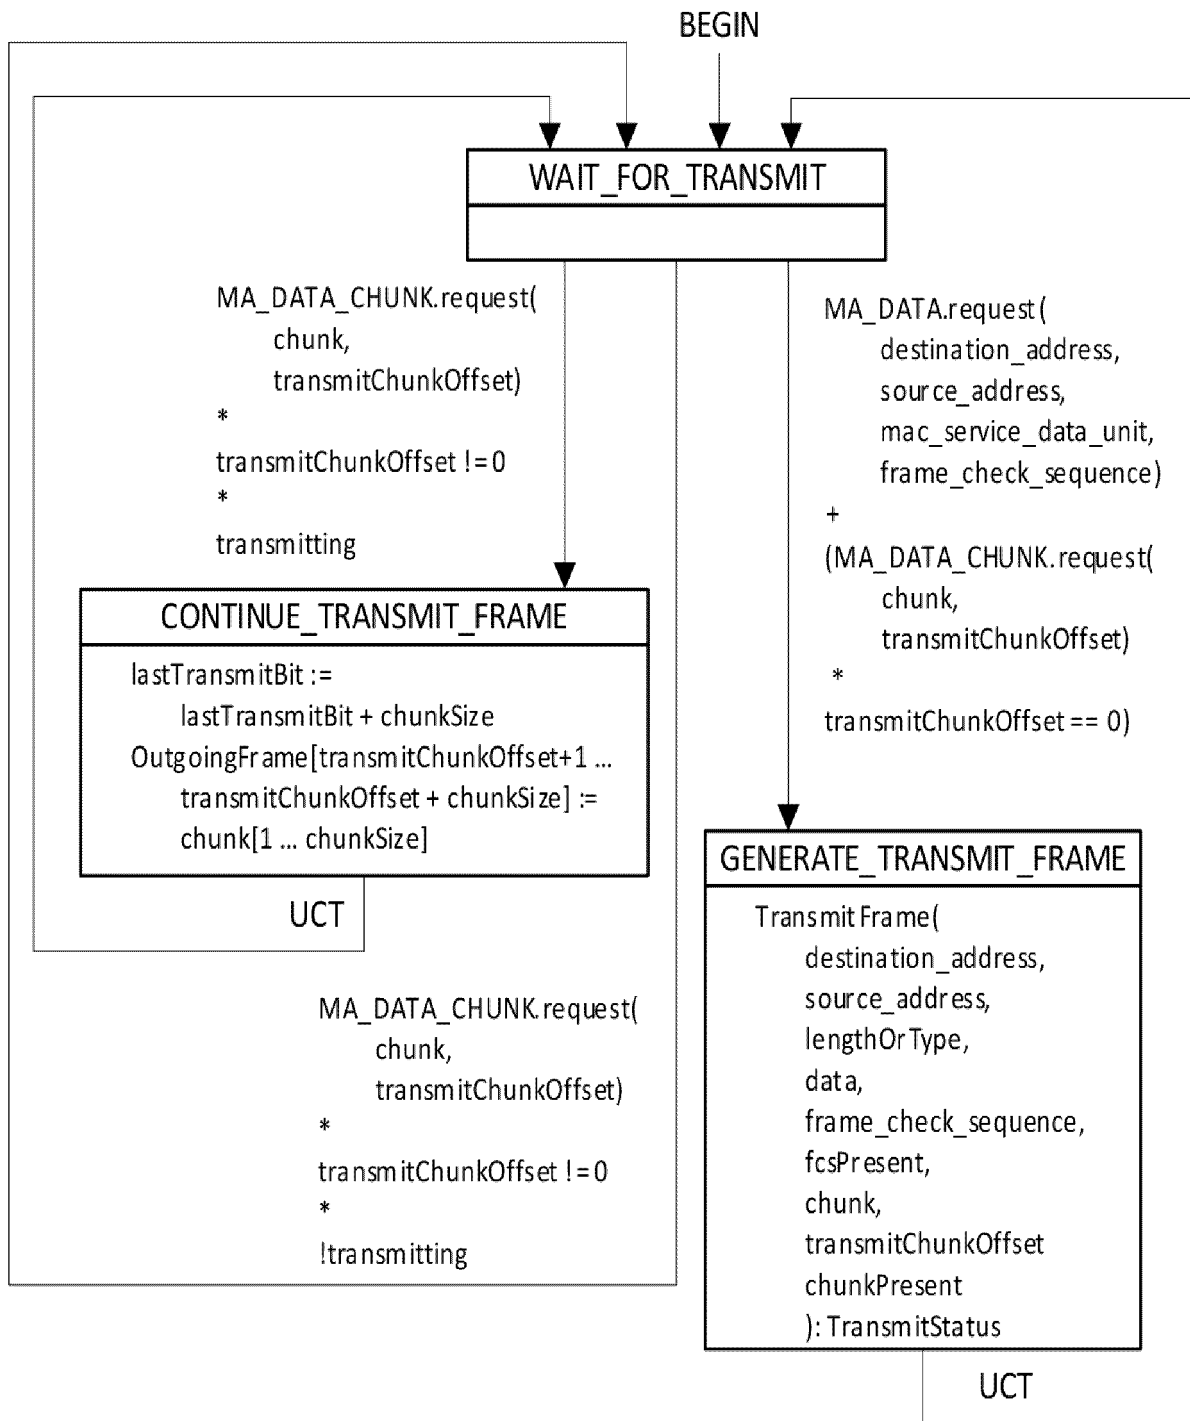 BEGIN
WAIT_FOR_TRANSMIT
MA_DATA_CHUNK.request(
chunk,
transmitChunkOffset)
*
transmitChunkOffset != 0
*
transmitting
MA_DATA.request(
destination_address,
source_address,
mac_service_data_unit,
frame_check_sequence)
+
(MA_DATA_CHUNK.request(
chunk,
transmitChunkOffset)
*
transmitChunkOffset == 0)
CONTINUE_TRANSMIT_FRAME
lastTransmitBit :=
lastTransmitBit + chunkSize
OutgoingFrame[transmitChunkOffset+1 ...
transmitChunkOffset + chunkSize] :=
chunk[1 ... chunkSize]
UCT
MA_DATA_CHUNK.request(
chunk,
transmitChunkOffset)
*
transmitChunkOffset != 0
*
!transmitting
GENERATE_TRANSMIT_FRAME
TransmitFrame(
destination_address,
source_address,
lengthOrType,
data,
frame_check_sequence,
fcsPresent,
chunk,
transmitChunkOffset
chunkPresent
): TransmitStatus
UCT